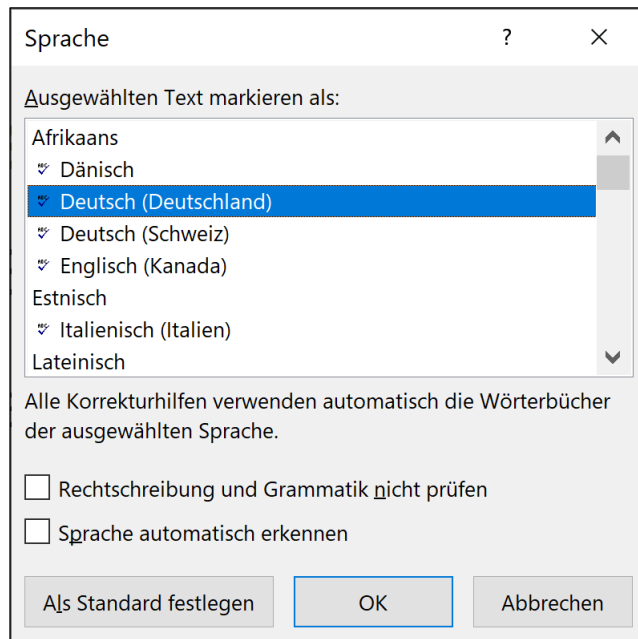 Sprache ?
Ausgewählten Text markieren als:
Afrikaans
Dänisch
Deutsch (Deutschland)
Deutsch (Schweiz)
Englisch (Kanada)
Estnisch
Italienisch (Italien)
Lateinisch
Alle Korrekturhilfen verwenden automatisch die Wörterbücher
der ausgewählten Sprache.
Rechtschreibung und Grammatik nicht prüfen
Sprache automatisch erkennen
Als Standard festlegen OK Abbrechen